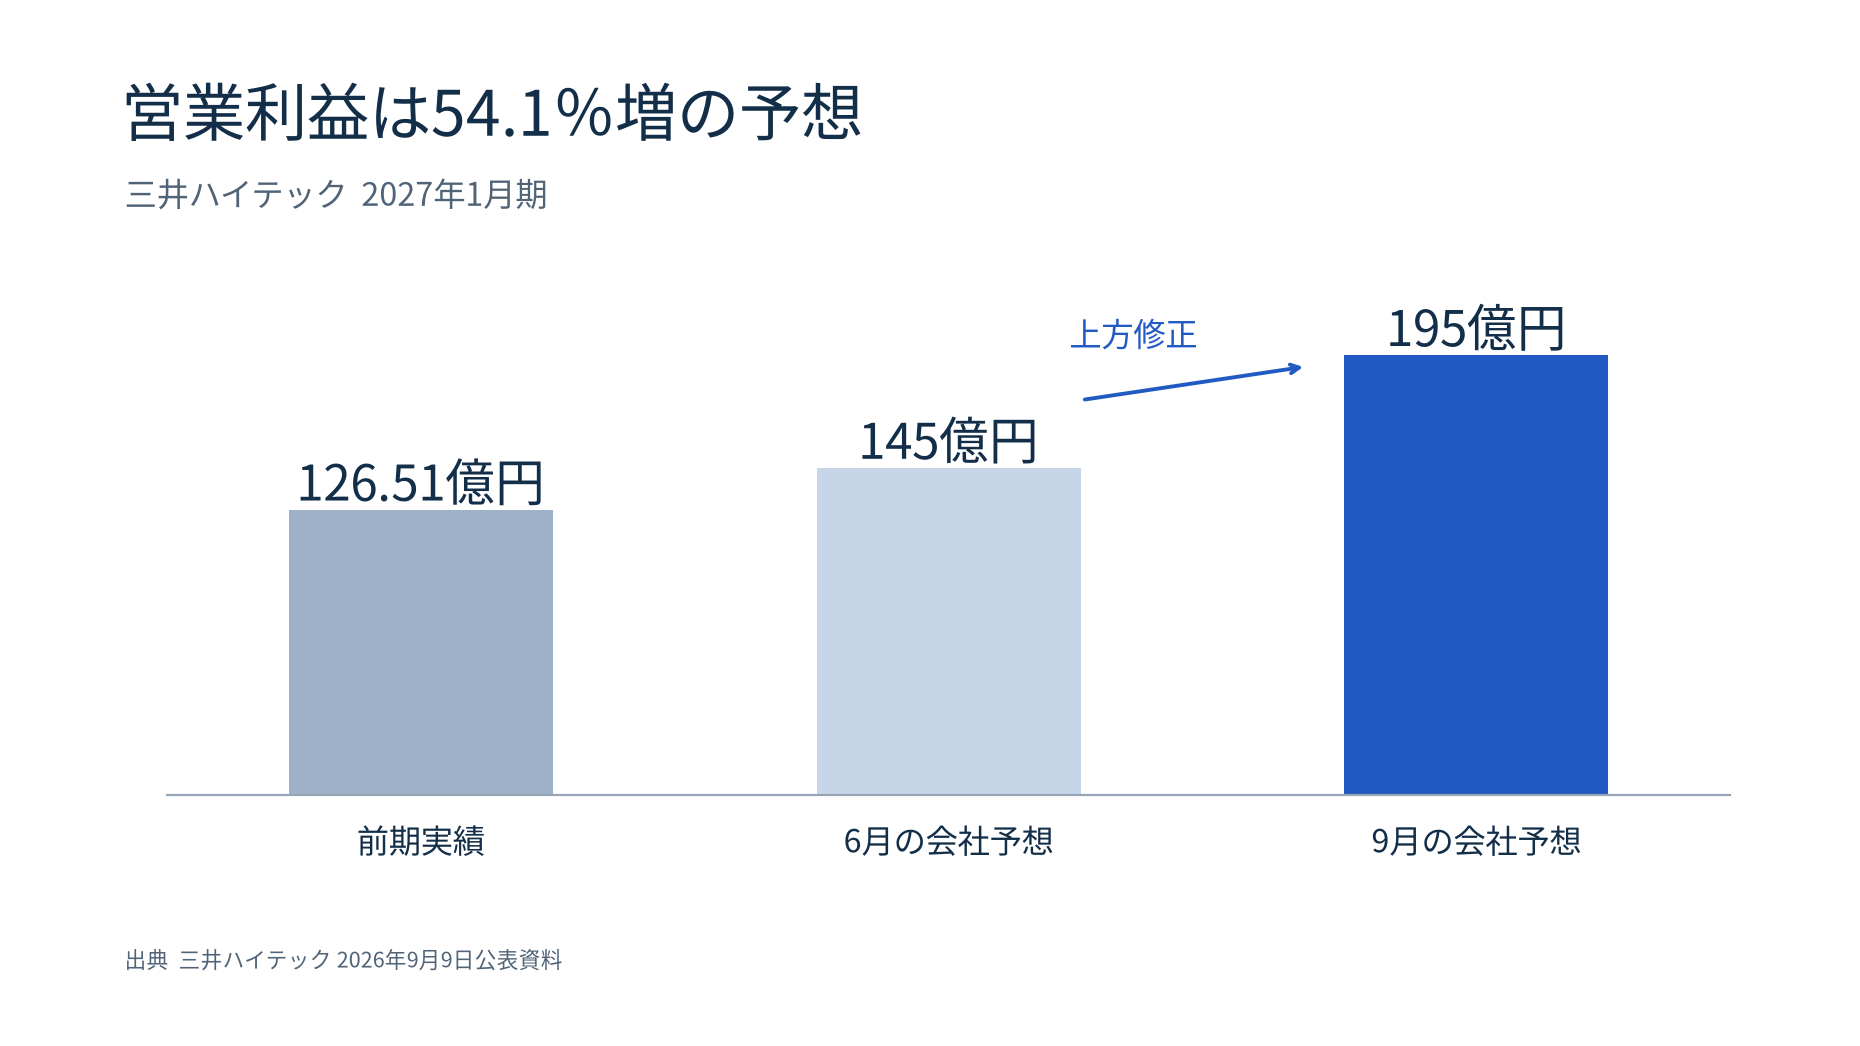 営業利益は54.1%増の予想
三井ハイテック 2027年1月期
上方修正
126.51億円
145億円
195億円
前期実績
6月の会社予想
9月の会社予想
出典 三井ハイテック 2026年9月9日公表資料